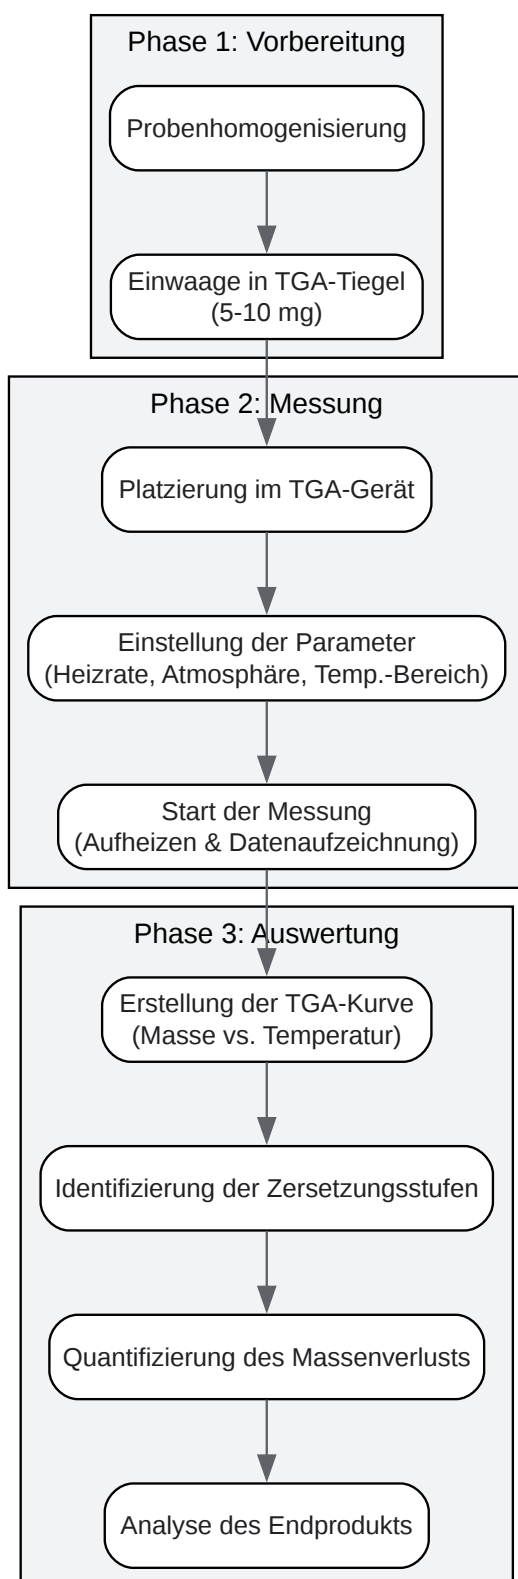 Phase 1: Vorbereitung
Probenhomogenisierung
Einwaage in TGA-Tiegel
(5-10 mg)
Phase 2: Messung
Platzierung im TGA-Gerät
Einstellung der Parameter
(Heizrate, Atmosphäre, Temp.-Bereich)
Start der Messung
(Aufheizen & Datenaufzeichnung)
Phase 3: Auswertung
Erstellung der TGA-Kurve
(Masse vs. Temperatur)
Identifizierung der Zersetzungsstufen
Quantifizierung des Massenverlusts
Analyse des Endprodukts